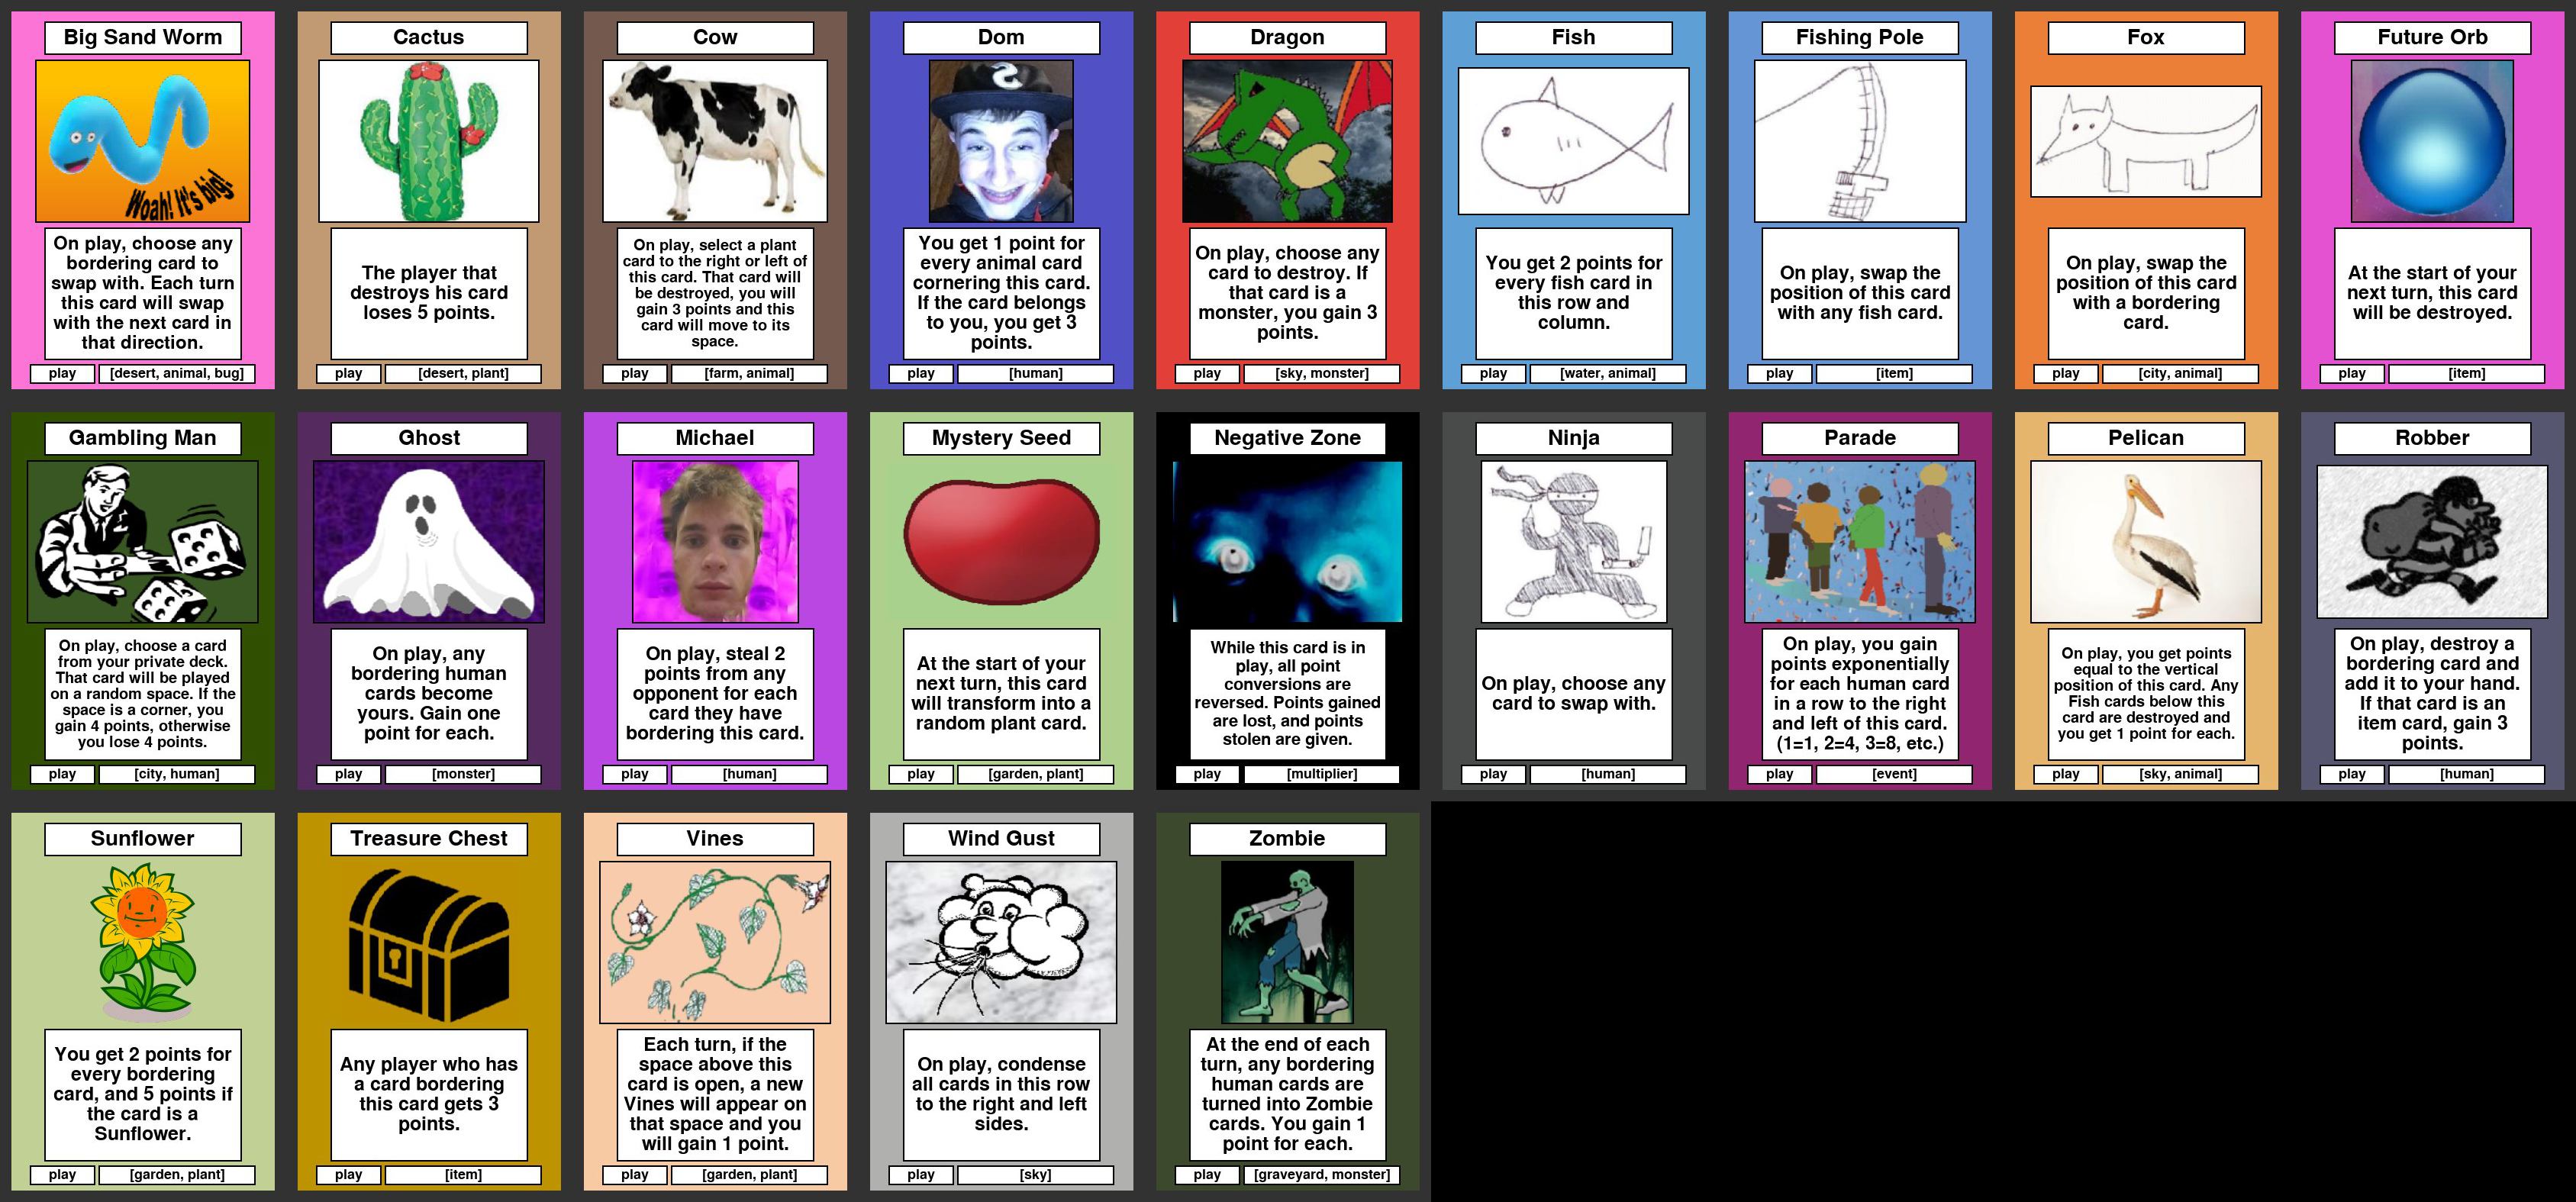 Big Sand Worm
Woah! It's big!
On play, choose any
bordering card to
swap with. Each turn
this card will swap
with the next card in
that direction.
play
[desert, animal, bug]
Cactus
The player that
destroys his card
loses 5 points.
play
[desert, plant]
Cow
On play, select a plant
card to the right or left of
this card. That card will
be destroyed, you will
gain 3 points and this
card will move to its
space.
play
[farm, animal]
Dom
You get 1 point for
every animal card
cornering this card.
If the card belongs
to you, you get 3
points.
play
[human]
Dragon
On play, choose any
card to destroy. If
that card is a
monster, you gain 3
points.
play
[sky, monster]
Fish
You get 2 points for
every fish card in
this row and
column.
play
[water, animal]
Fishing Pole
On play, swap the
position of this card
with any fish card.
play
[item]
Fox
On play, swap the
position of this card
with a bordering
card.
play
[city, animal]
Future Orb
At the start of your
next turn, this card
will be destroyed.
play
[item]
Gambling Man
On play, choose a card
from your private deck.
That card will be played
on a random space. If the
space is a corner, you
gain 4 points, otherwise
you lose 4 points.
play
[city, human]
Ghost
On play, any
bordering human
cards become
yours. Gain one
point for each.
play
[monster]
Michael
On play, steal 2
points from any
opponent for each
card they have
bordering this card.
play
[human]
Mystery Seed
At the start of your
next turn, this card
will transform into a
random plant card.
play
[garden, plant]
Negative Zone
While this card is in
play, all point
conversions are
reversed. Points gained
are lost, and points
stolen are given.
play
[multiplier]
Ninja
On play, choose any
card to swap with.
play
[human]
Parade
On play, you gain
points exponentially
for each human card
in a row to the right
and left of this card.
(1=1, 2=4, 3=8, etc.)
play
[event]
Pelican
On play, you get points
equal to the vertical
position of this card. Any
Fish cards below this
card are destroyed and
you get 1 point for each.
play
[sky, animal]
Robber
On play, destroy a
bordering card and
add it to your hand.
If that card is an
item card, gain 3
points.
play
[human]
Sunflower
You get 2 points for
every bordering
card, and 5 points if
the card is a
Sunflower.
play
[garden, plant]
Treasure Chest
Any player who has
a card bordering
this card gets 3
points.
play
[item]
Vines
Each turn, if the
space above this
card is open, a new
Vines will appear on
that space and you
will gain 1 point.
play
[garden, plant]
Wind Gust
On play, condense
all cards in this row
to the right and left
sides.
play
[sky]
Zombie
At the end of each
turn, any bordering
human cards are
turned into Zombie
cards. You gain 1
point for each.
play
[graveyard, monster]